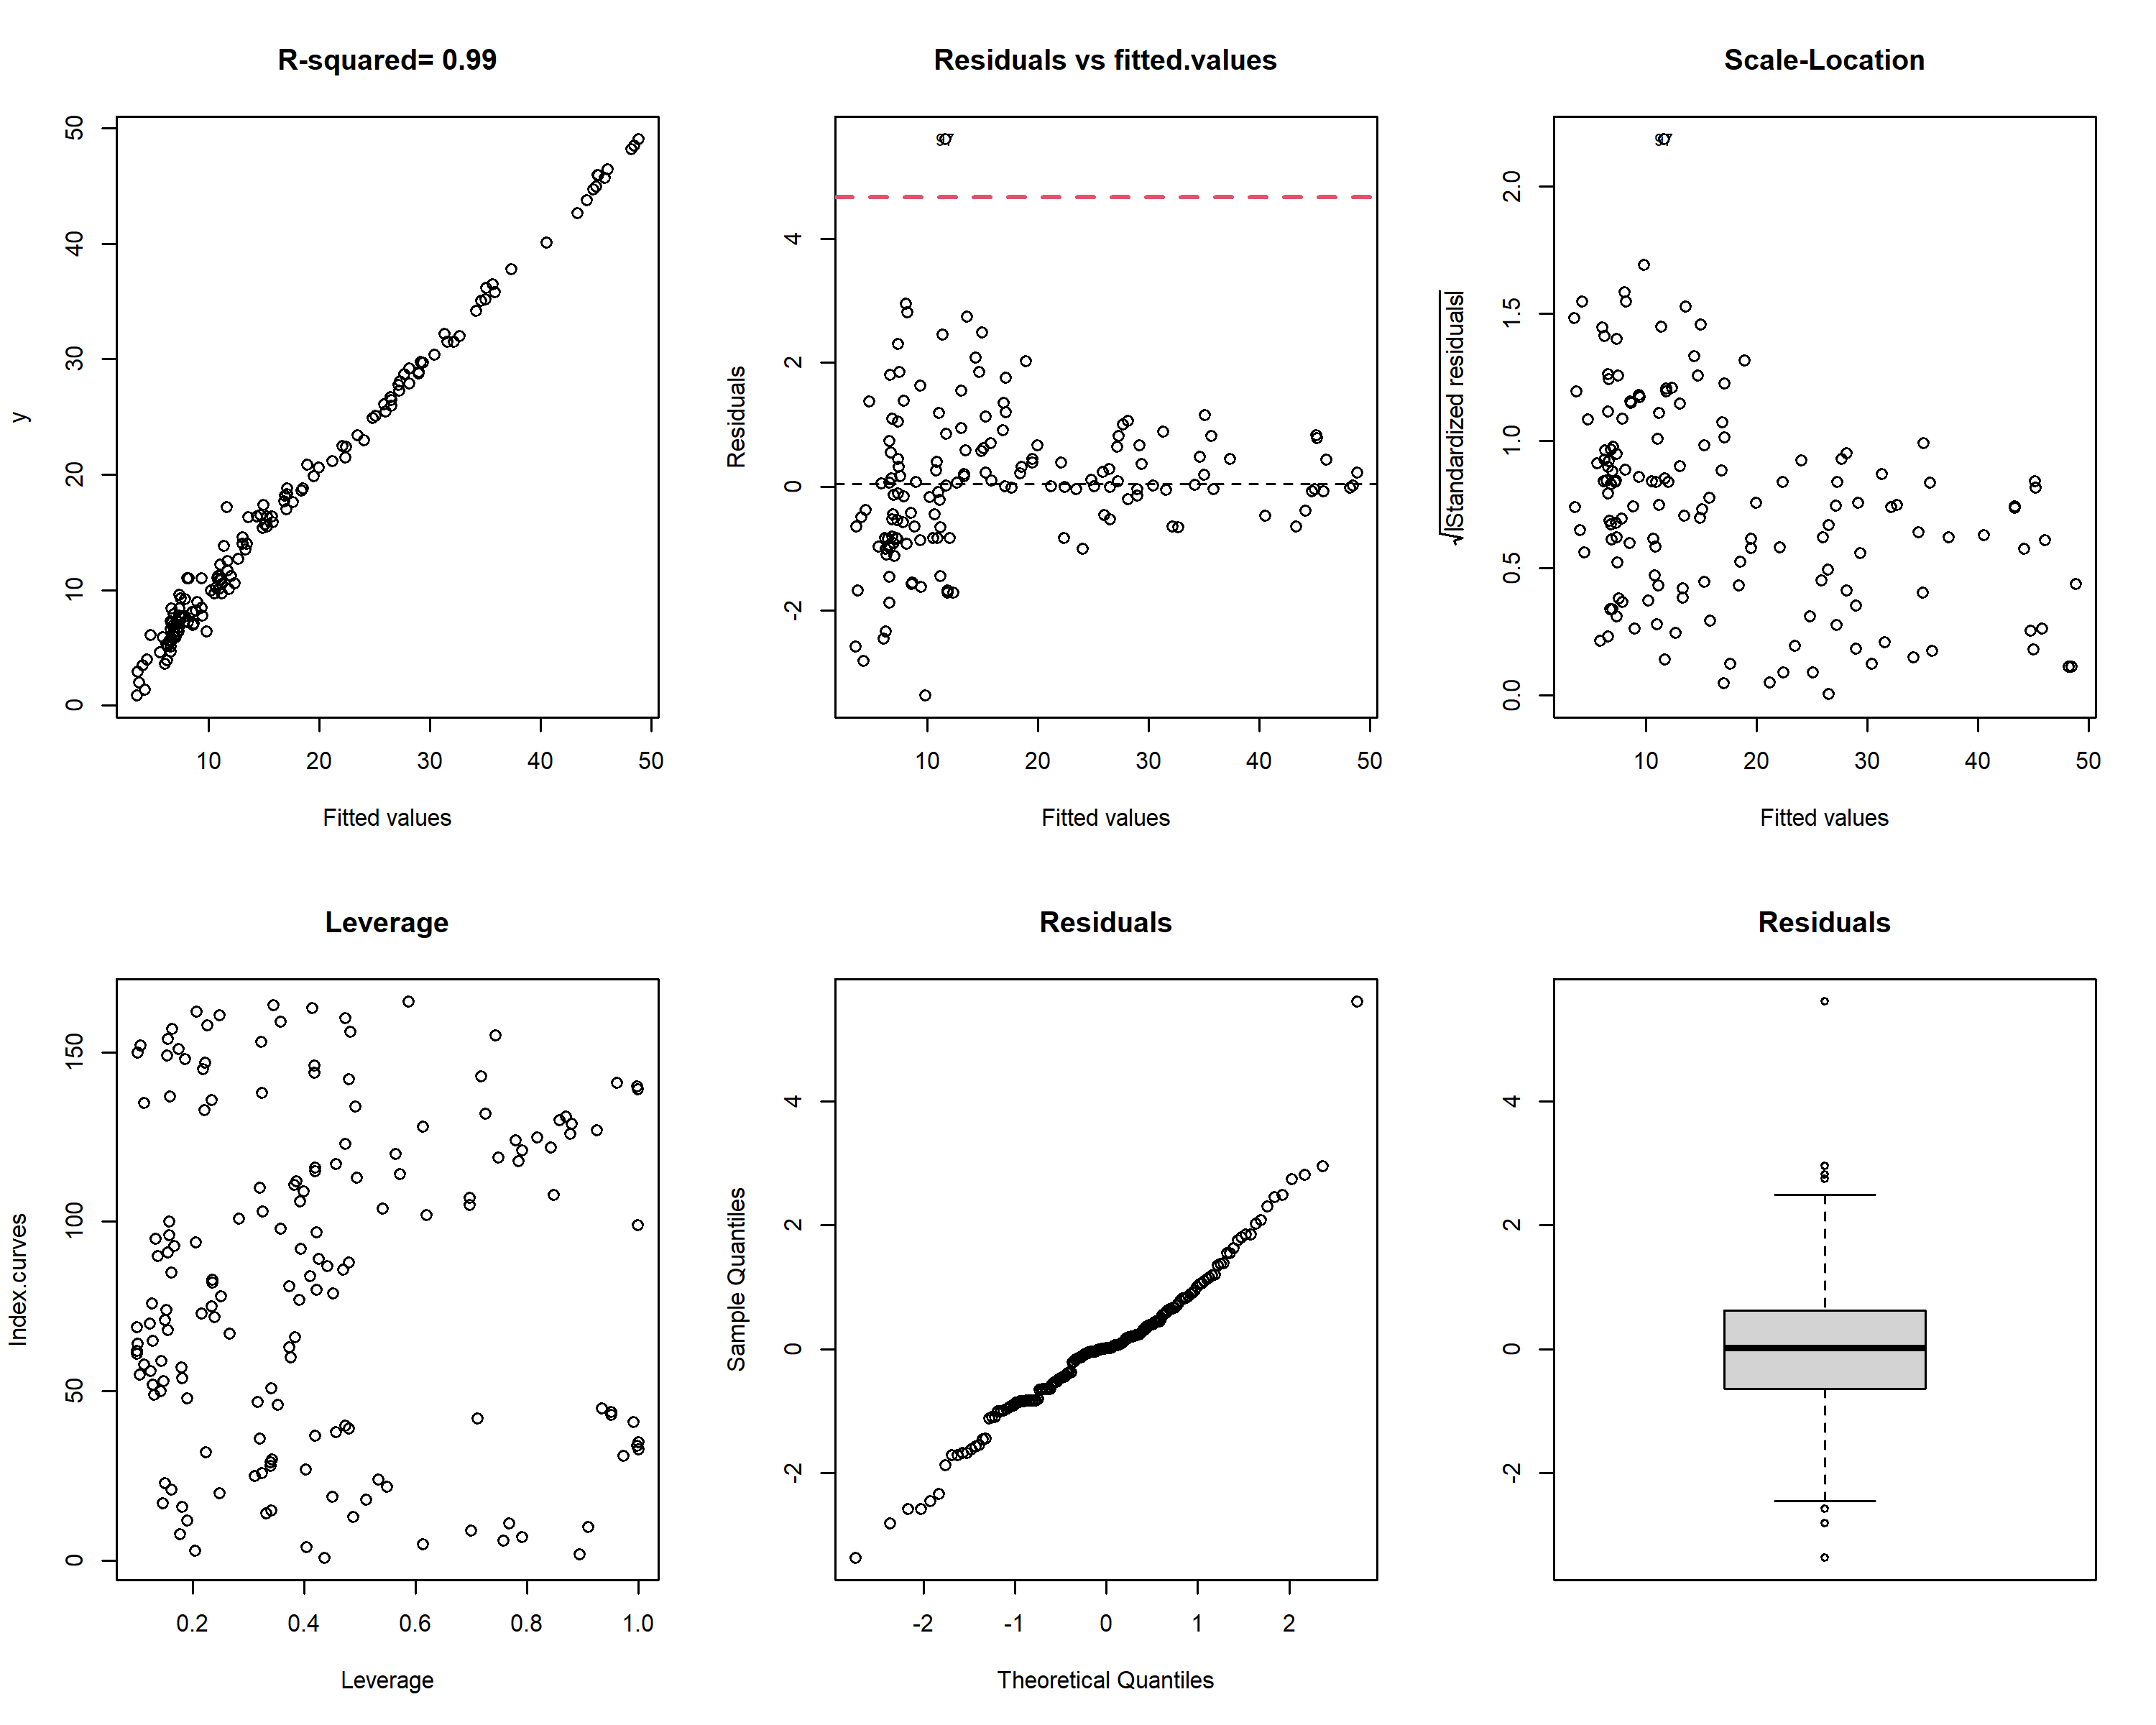 R-squared= 0.99
y
50
40
30
20
10
0
10 20 30 40 50
Fitted values
Residuals vs fitted.values
Residuals
4
2
0
-2
97
10 20 30 40 50
Fitted values
Scale-Location
√|Standardized residuals|
2.0
1.5
1.0
0.5
0.0
97
10 20 30 40 50
Fitted values
Leverage
Index.curves
150
100
50
0
0.2 0.4 0.6 0.8 1.0
Leverage
Residuals
Sample Quantiles
4
2
0
-2
-2 -1 0 1 2
Theoretical Quantiles
Residuals
4
2
0
-2